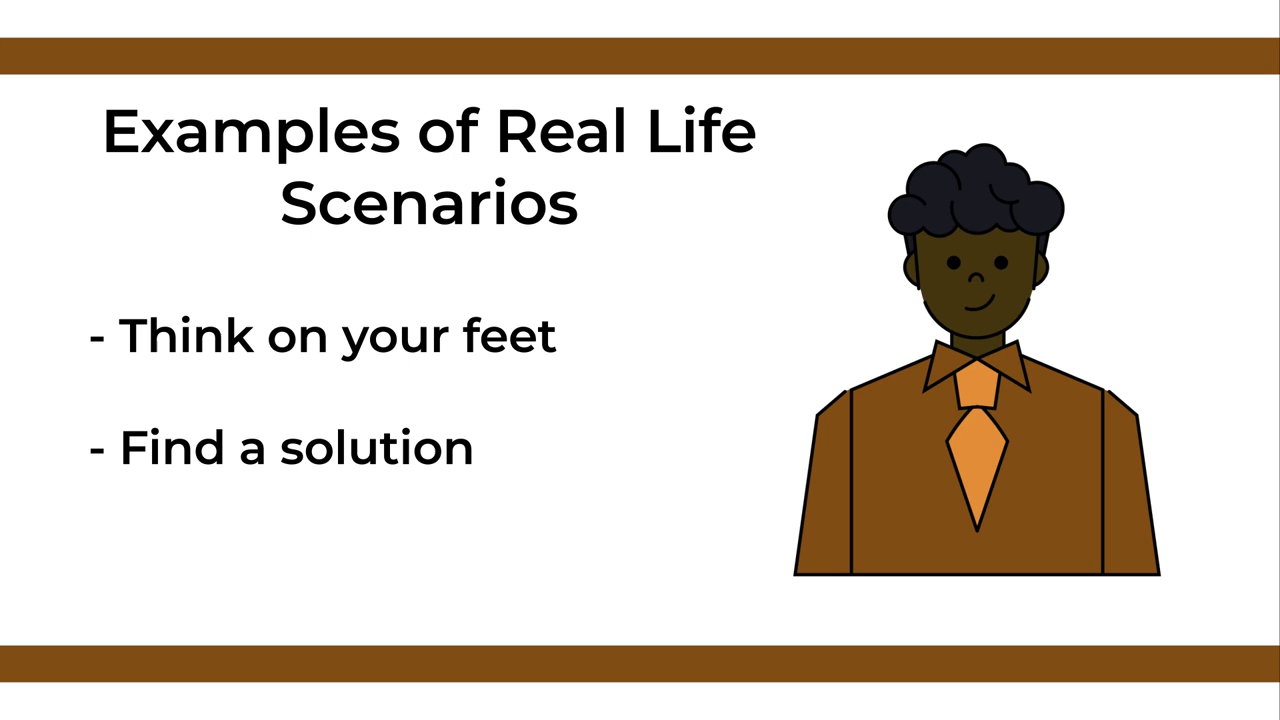 Examples of Real Life
Scenarios
- Think on your feet
- Find a solution